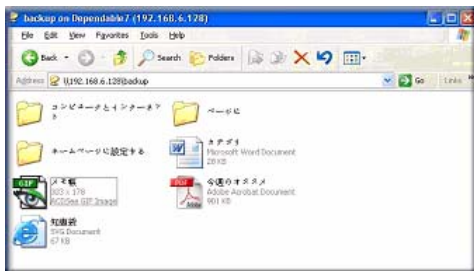 backup on Dependable7 (192.168.6.128)
File Edit View Favorites Tools Help
Back Search Folders
Address \\192.168.6.128\backup Go Links
コンピュータとインターネット
ページに
ホームページに設定する
カテゴリ
Microsoft Word Document
28 KB
メモ帳
303 x 178
ACDSee GIF Image
今週のオススメ
Adobe Acrobat Document
901 KB
知恵袋
SVG Document
67 KB